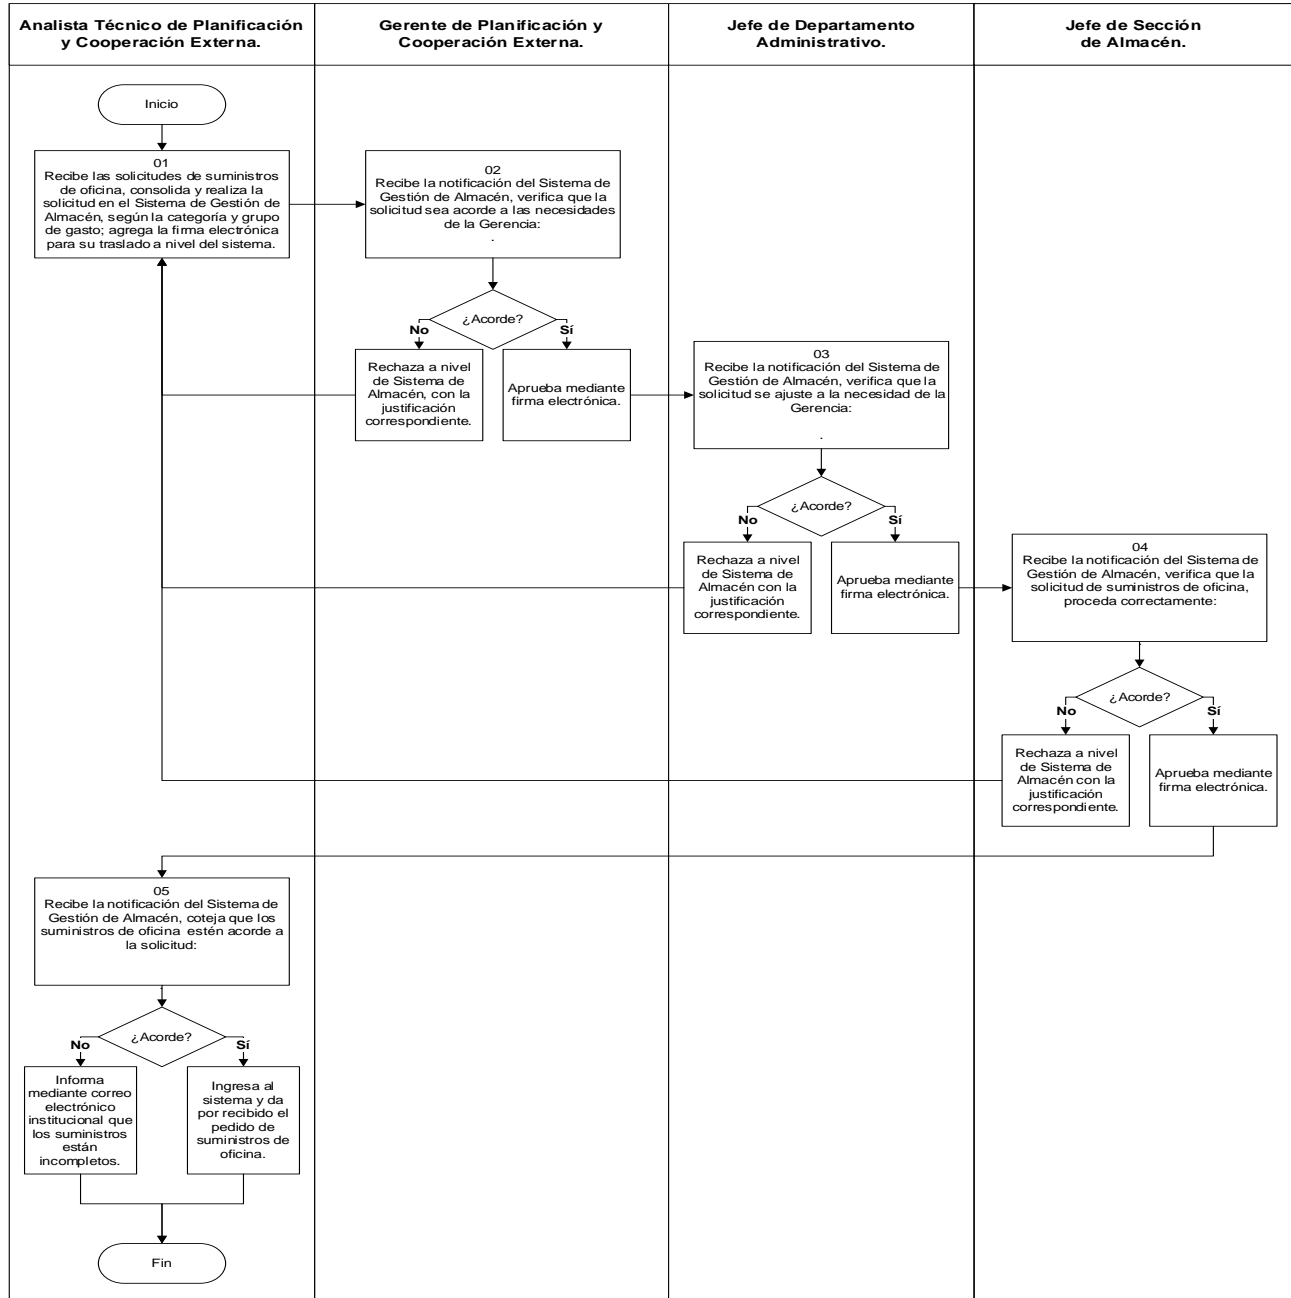 Analista Técnico de Planificación
y Cooperación Externa.
Gerente de Planificación y
Cooperación Externa.
Jefe de Departamento
Administrativo.
Jefe de Sección
de Almacén.
Inicio
01
Recibe las solicitudes de suministros
de oficina, consolida y realiza la
solicitud en el Sistema de Gestión de
Almacén, según la categoría y grupo
de gasto; agrega la firma electrónica
para su traslado a nivel del sistema.
02
Recibe la notificación del Sistema de
Gestión de Almacén, verifica que la
solicitud sea acorde a las necesidades
de la Gerencia:
.
¿Acorde?
No
Sí
Rechaza a nivel
de Sistema de
Almacén, con la
justificación
correspondiente.
Aprueba mediante
firma electrónica.
03
Recibe la notificación del Sistema de
Gestión de Almacén, verifica que la
solicitud se ajuste a la necesidad de la
Gerencia:
.
¿Acorde?
No
Sí
Rechaza a nivel
de Sistema de
Almacén con la
justificación
correspondiente.
Aprueba mediante
firma electrónica.
04
Recibe la notificación del Sistema de
Gestión de Almacén, verifica que la
solicitud de suministros de oficina,
proceda correctamente:
.
¿Acorde?
No
Sí
Rechaza a nivel
de Sistema de
Almacén con la
justificación
correspondiente.
Aprueba mediante
firma electrónica.
05
Recibe la notificación del Sistema de
Gestión de Almacén, coteja que los
suministros de oficina estén acorde a
la solicitud:
.
¿Acorde?
No
Sí
Informa
mediante correo
electrónico
institucional que
los suministros
están
incompletos.
Ingresa al
sistema y da
por recibido el
pedido de
suministros de
oficina.
Fin